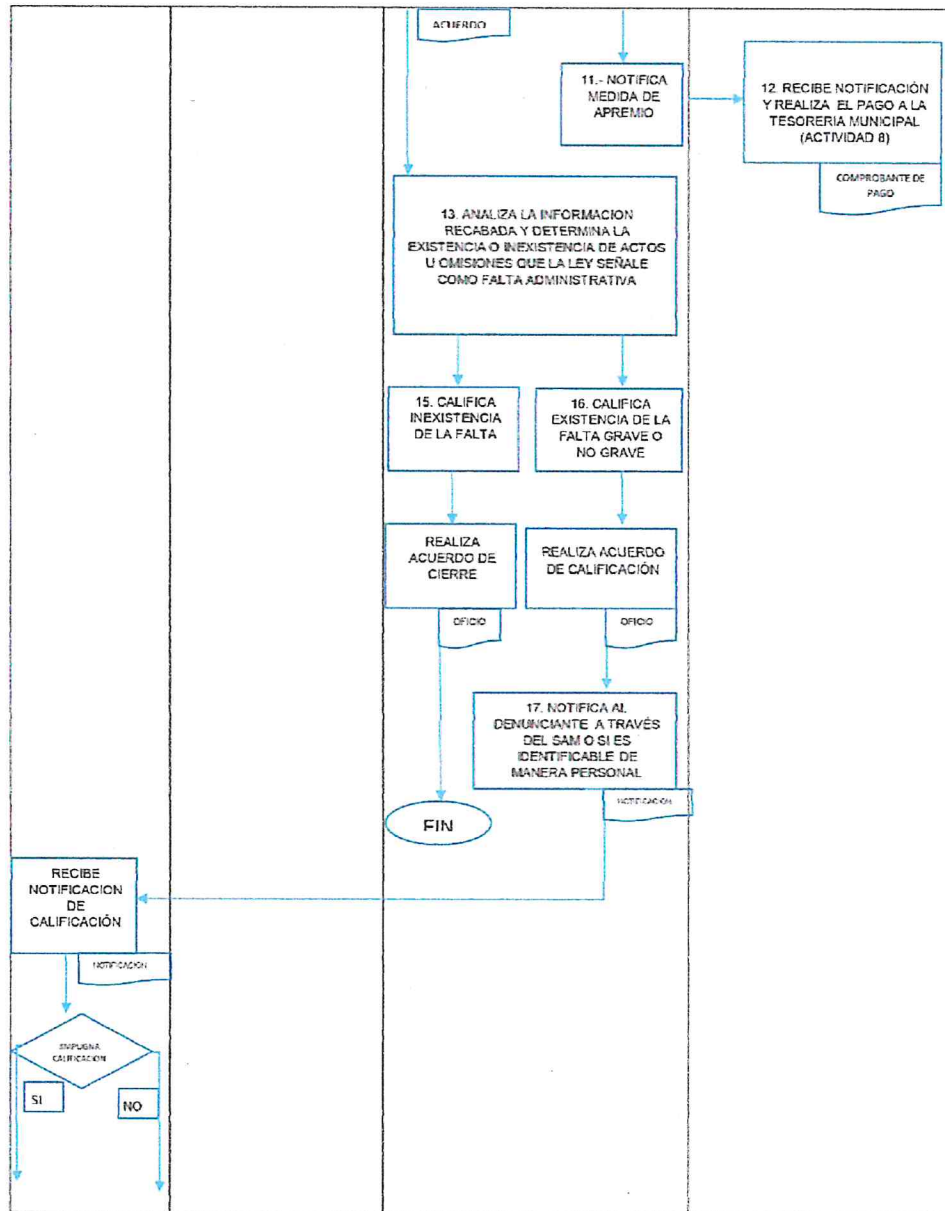 ACUERDO
11.- NOTIFICA
MEDIDA DE
APREMIO
12. RECIBE NOTIFICACIÓN
Y REALIZA EL PAGO A LA
TESORERIA MUNICIPAL
(ACTIVIDAD 8)
COMPROBANTE DE
PAGO
13. ANALIZA LA INFORMACION
RECABADA Y DETERMINA LA
EXISTENCIA O INEXISTENCIA DE ACTOS
U OMISIONES QUE LA LEY SEÑALE
COMO FALTA ADMINISTRATIVA
15. CALIFICA
INEXISTENCIA
DE LA FALTA
16. CALIFICA
EXISTENCIA DE LA
FALTA GRAVE O
NO GRAVE
REALIZA
ACUERDO DE
CIERRE
OFICIO
REALIZA ACUERDO
DE CALIFICACIÓN
OFICIO
17. NOTIFICA AL
DENUNCIANTE A TRAVÉS
DEL SAM O SI ES
IDENTIFICABLE DE
MANERA PERSONAL
NOTIFICACIÓN
FIN
RECIBE
NOTIFICACION
DE
CALIFICACIÓN
NOTIFICACIÓN
IMPUGNA
CALIFICACIÓN
SI
NO